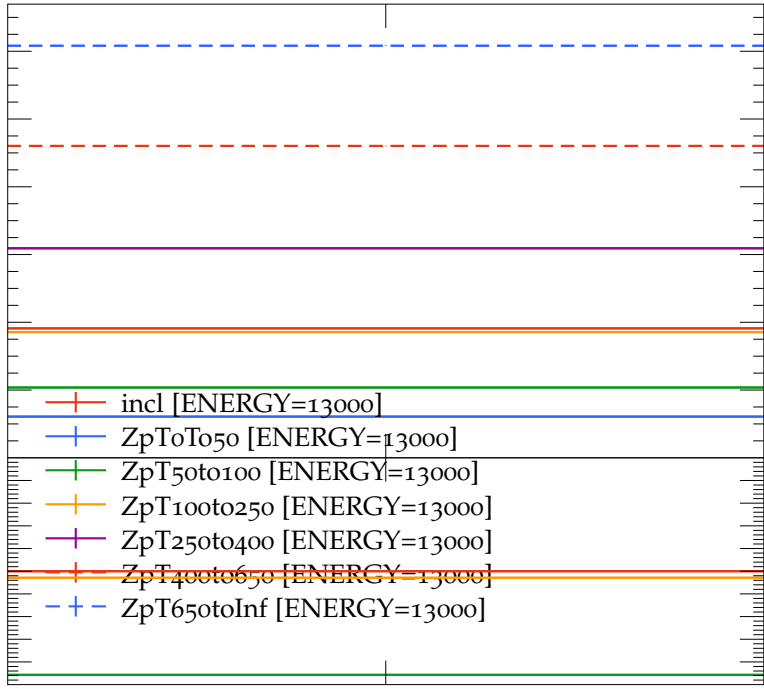 incl [ENERGY=13000]
ZpT0To50 [ENERGY=13000]
ZpT50to100 [ENERGY=13000]
ZpT100to250 [ENERGY=13000]
ZpT250to400 [ENERGY=13000]
ZpT400to650 [ENERGY=13000]
ZpT650toInf [ENERGY=13000]